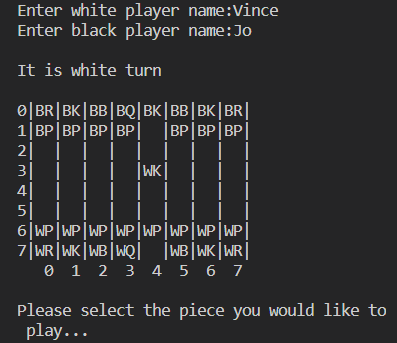 Enter white player name:Vince
Enter black player name:Jo
It is white turn
0|BR|BK|BB|BQ|BK|BB|BK|BR|
1|BP|BP|BP|BP|  |BP|BP|BP|
2|  |  |  |  |  |  |  |  |
3|  |  |  |  |WK|  |  |  |
4|  |  |  |  |  |  |  |  |
5|  |  |  |  |  |  |  |  |
6|WP|WP|WP|WP|WP|WP|WP|WP|
7|WR|WK|WB|WQ|  |WB|WK|WR|
   0  1  2  3  4  5  6  7
Please select the piece you would like to
 play...